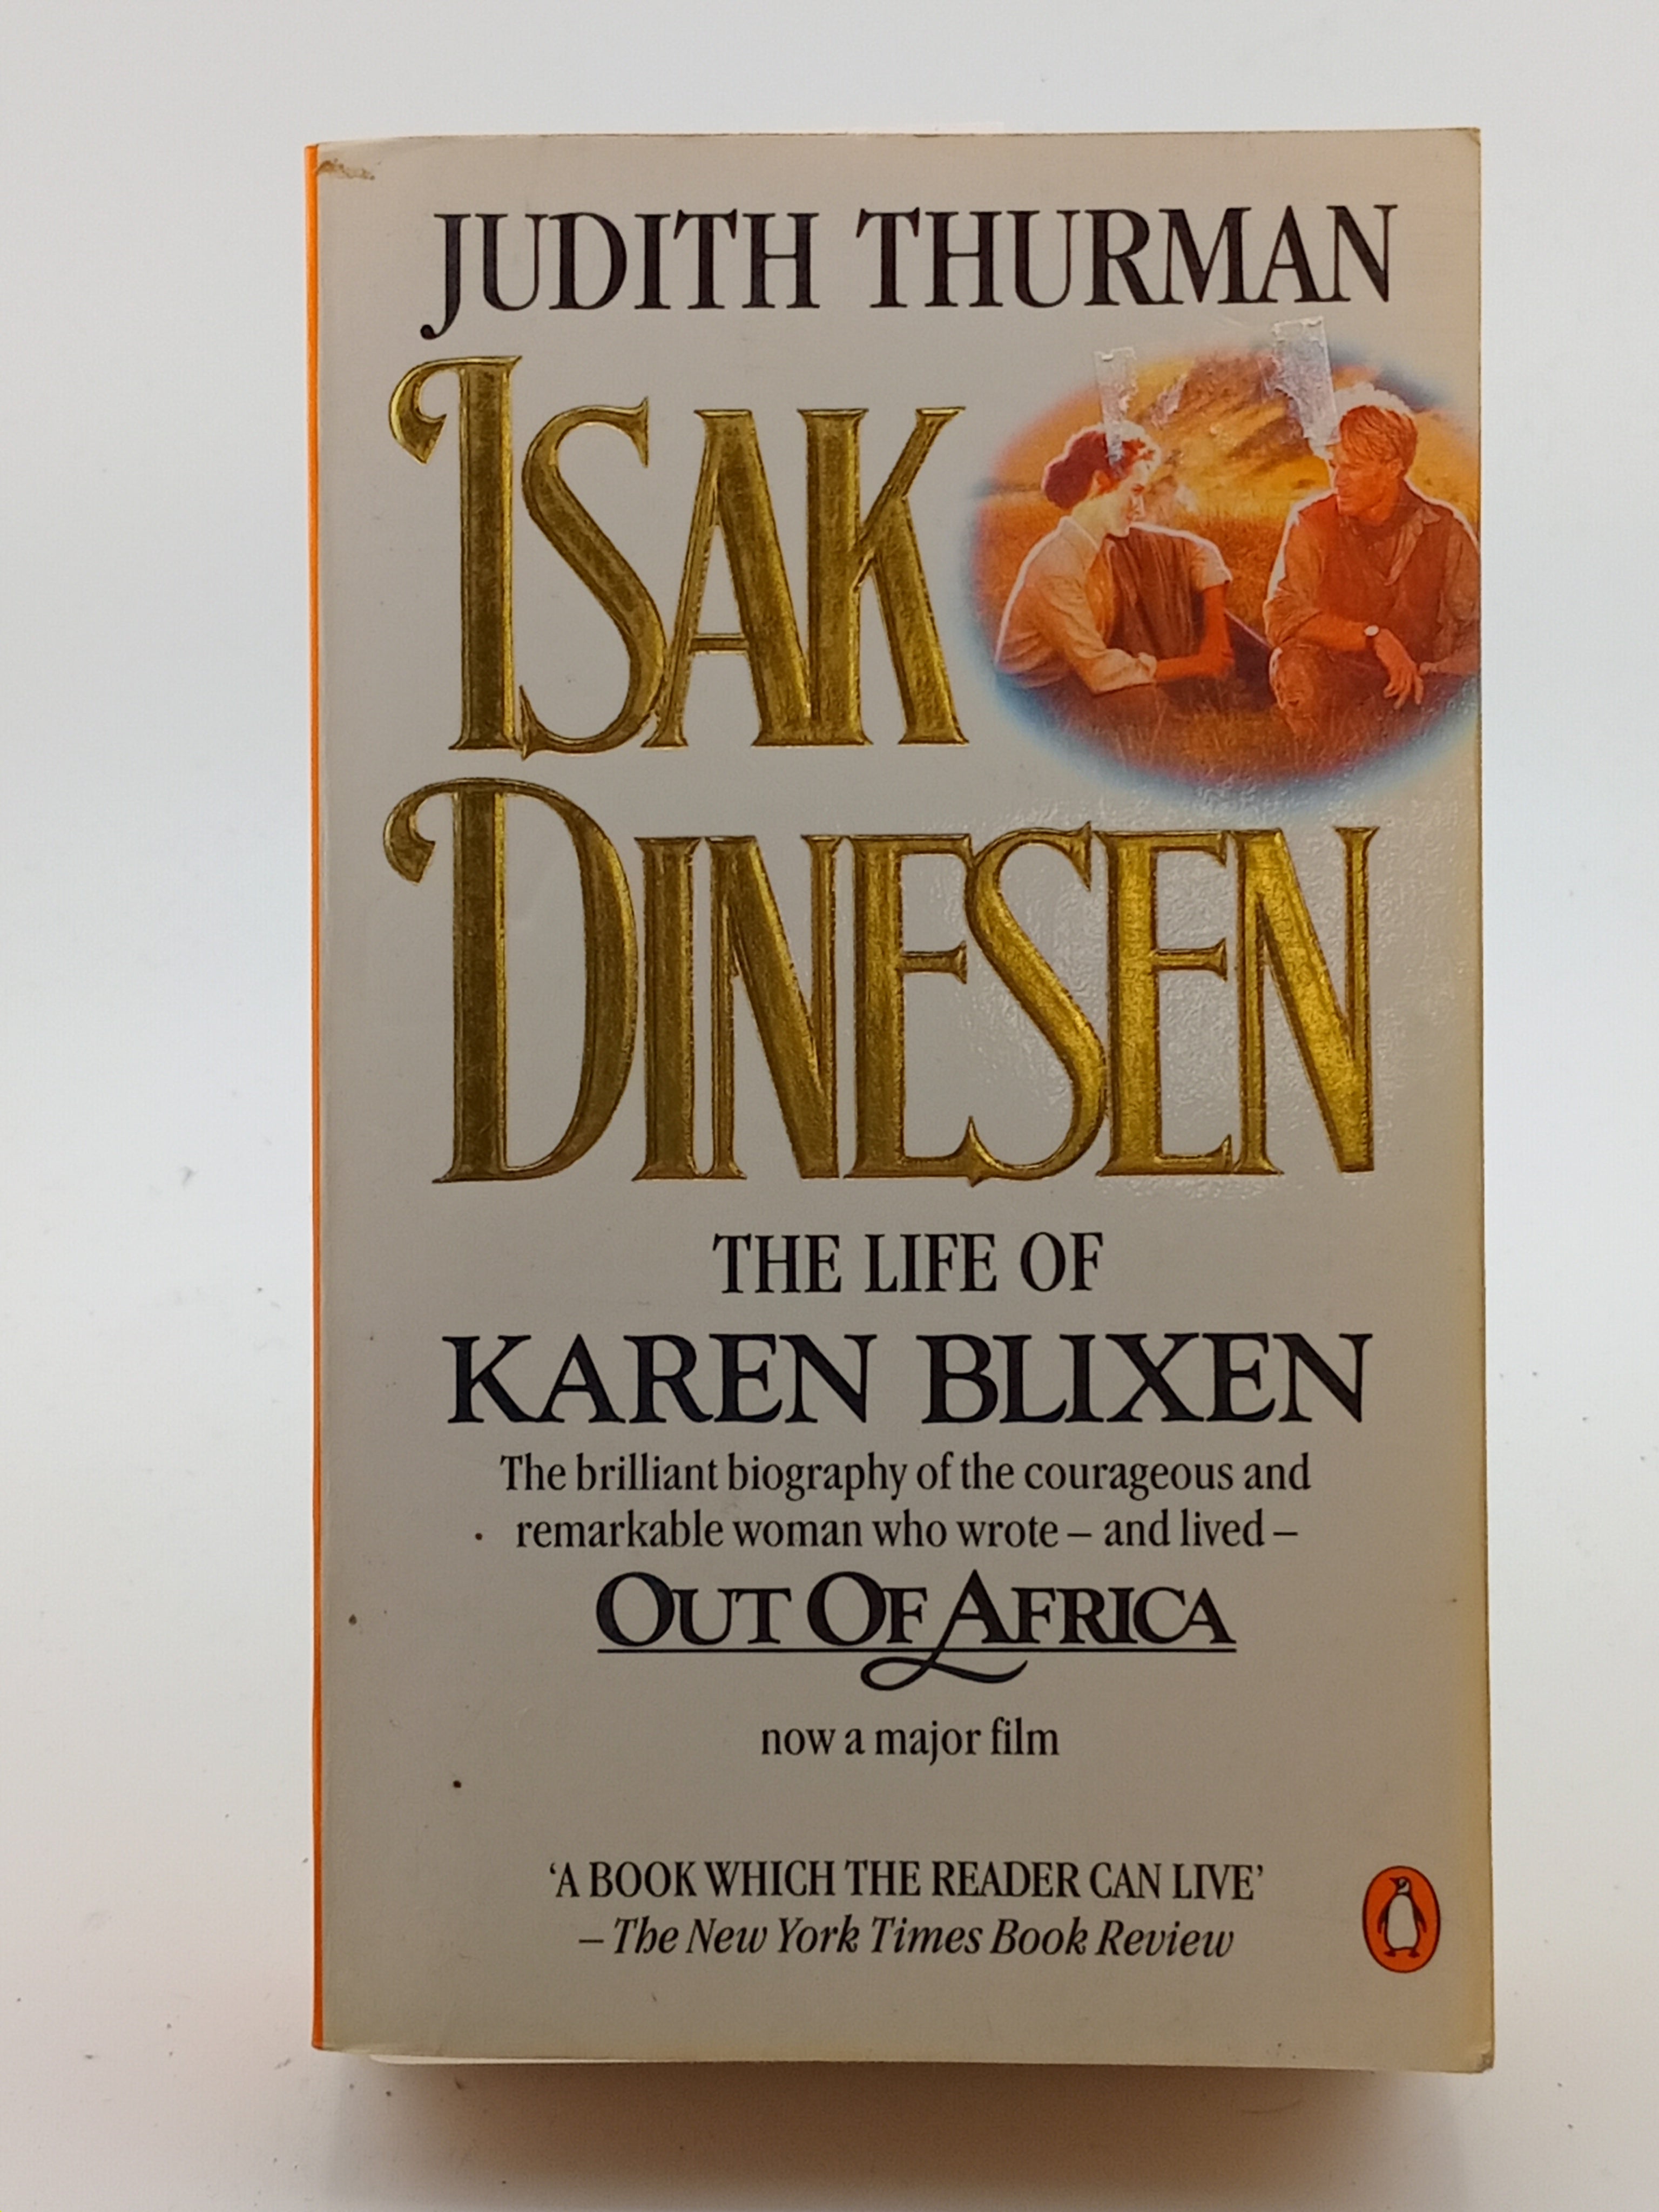 JUDITH THURMAN
ISAK
DINESEN
THE LIFE OF
KAREN BLIXEN
The brilliant biography of the courageous and
remarkable woman who wrote – and lived –
OUT OF AFRICA
now a major film
‘A BOOK WHICH THE READER CAN LIVE’
– The New York Times Book Review